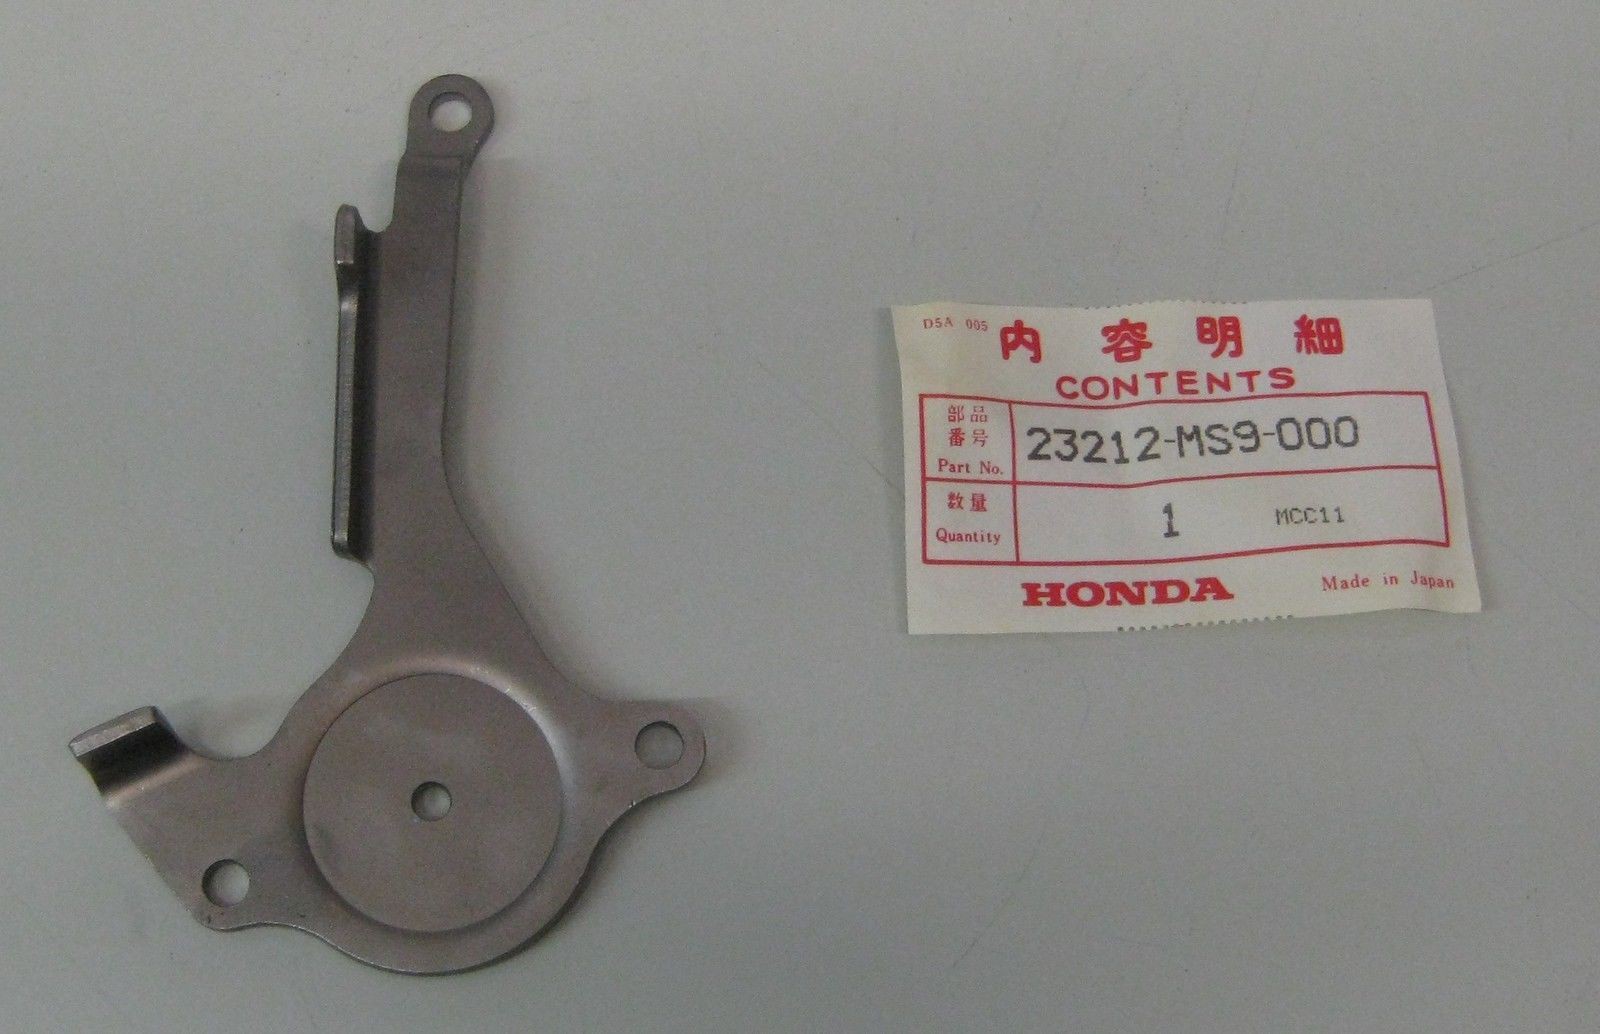 D5A 005
内容明細
CONTENTS
部品
番号
Part No.
23212-MS9-000
数量
Quantity
1 MCC11
HONDA
Made in Japan